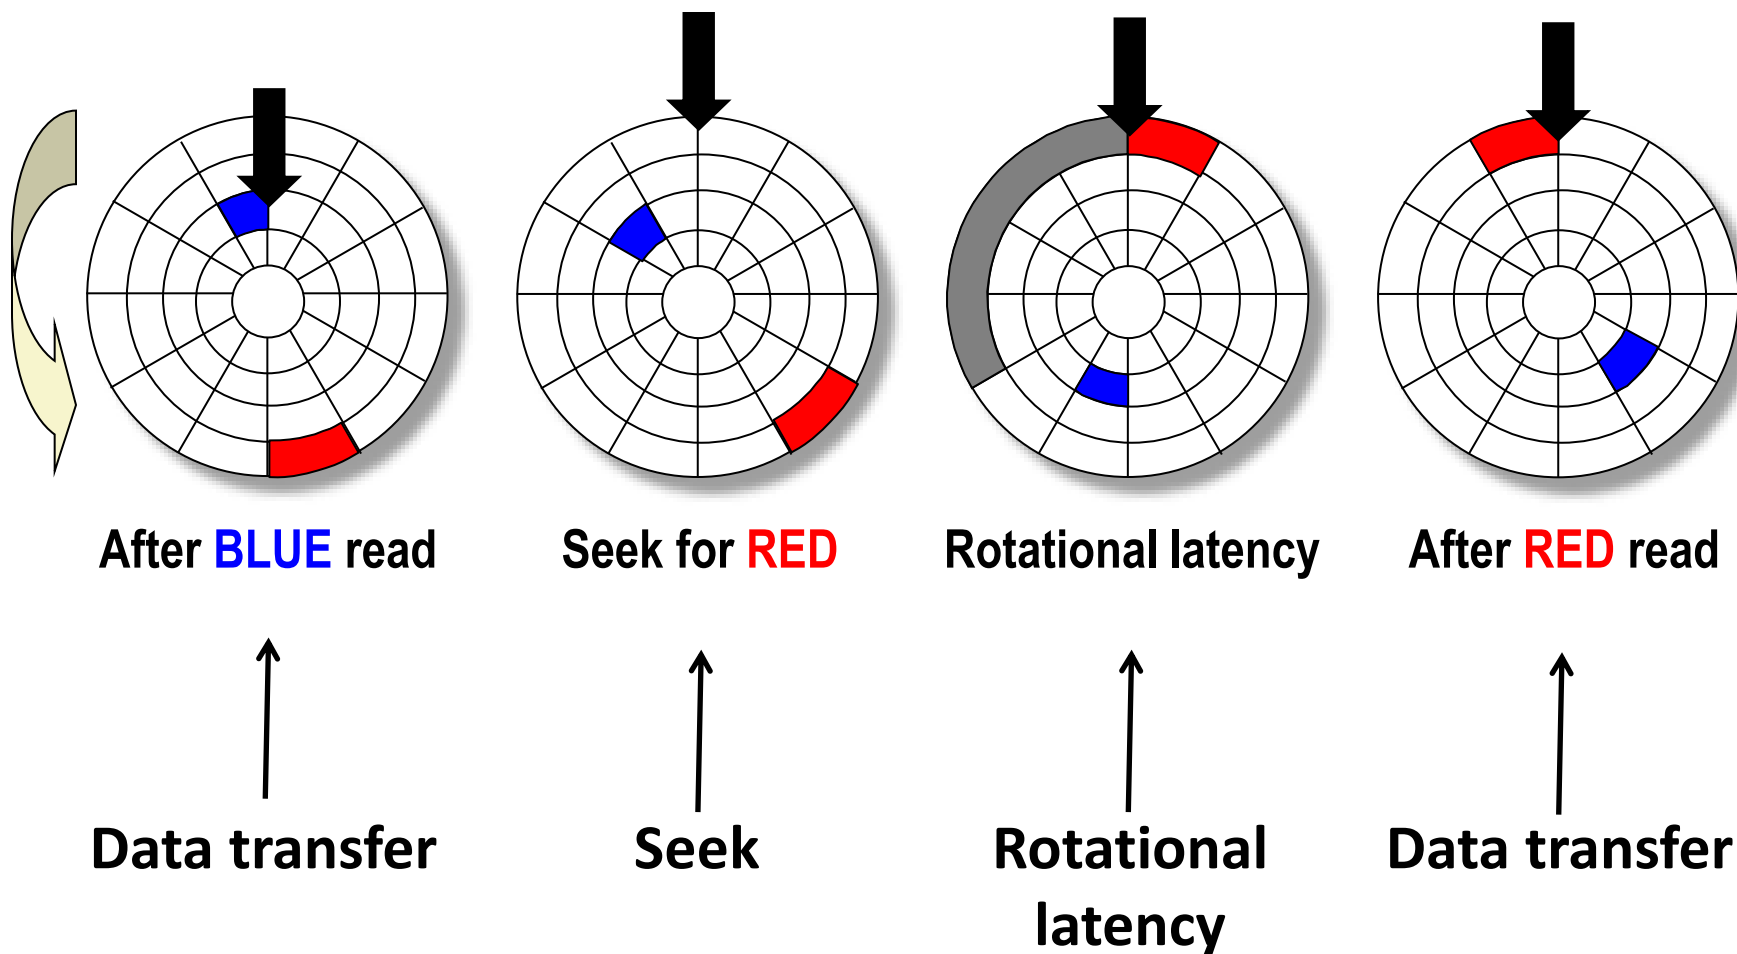 After BLUE read
Seek for RED
Rotational latency
After RED read
Data transfer
Seek
Rotational
latency
Data transfer